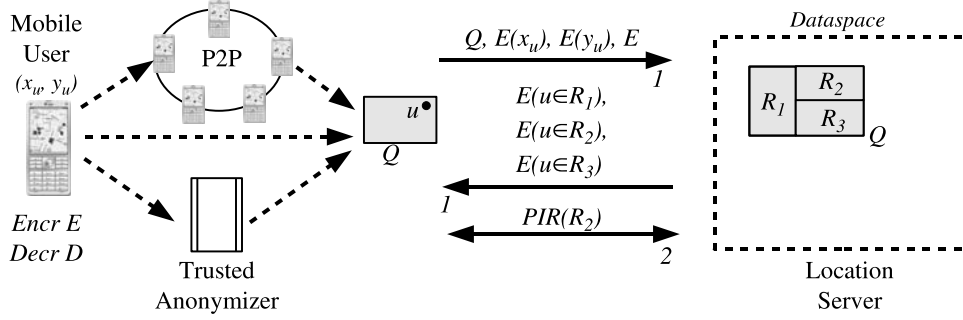 Mobile
User
(x_u, y_u)
Encr E
Decr D
P2P
Trusted
Anonymizer
u
Q
Q, E(x_u), E(y_u), E
1
E(u∈R_1),
E(u∈R_2),
E(u∈R_3)
1
PIR(R_2)
2
Dataspace
R_1
R_2
R_3
Q
Location
Server